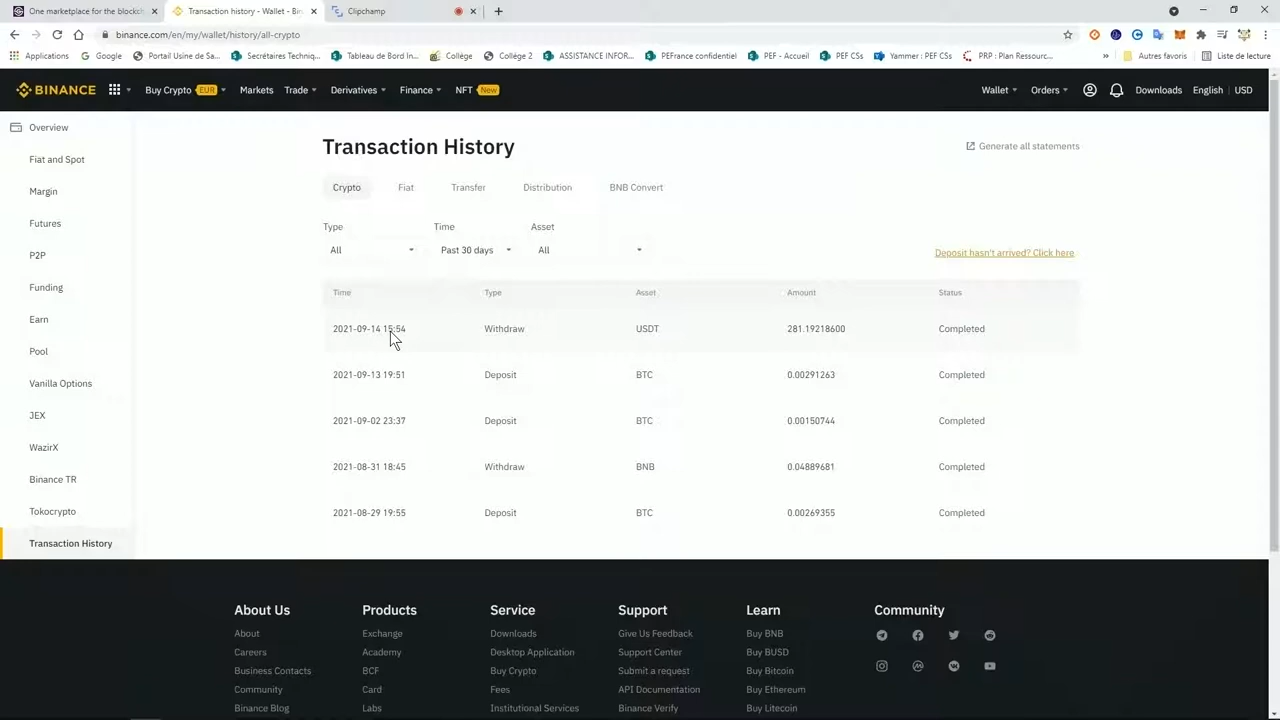 One marketplace for the blockch
Transaction history - Wallet - Bin
Clipchamp
binance.com/en/my/wallet/history/all-crypto
Applications
Google
Portail Usine de Sa...
Secrétaires Techniq...
Tableau de Bord In...
Collège
Collège 2
ASSISTANCE INFOR...
PEFrance confidentiel
PEF - Accueil
PEF CSs
Yammer : PEF CSs
PRP : Plan Ressourc...
»
Autres favoris
Liste de lecture
BINANCE
Buy Crypto EUR
Markets
Trade
Derivatives
Finance
NFT New
Wallet
Orders
Downloads
English
USD
Overview
Fiat and Spot
Margin
Futures
P2P
Funding
Earn
Pool
Vanilla Options
JEX
WazirX
Binance TR
Tokocrypto
Transaction History
Transaction History
Generate all statements
Crypto
Fiat
Transfer
Distribution
BNB Convert
Type
Time
Asset
All
Past 30 days
All
Deposit hasn't arrived? Click here
Time Type Asset Amount Status
2021-09-14 15:54 Withdraw USDT 281.19218600 Completed
2021-09-13 19:51 Deposit BTC 0.00291263 Completed
2021-09-02 23:37 Deposit BTC 0.00150744 Completed
2021-08-31 18:45 Withdraw BNB 0.04889681 Completed
2021-08-29 19:55 Deposit BTC 0.00269355 Completed
About Us
About
Careers
Business Contacts
Community
Binance Blog
Products
Exchange
Academy
BCF
Card
Labs
Service
Downloads
Desktop Application
Buy Crypto
Fees
Institutional Services
Support
Give Us Feedback
Support Center
Submit a request
API Documentation
Binance Verify
Learn
Buy BNB
Buy BUSD
Buy Bitcoin
Buy Ethereum
Buy Litecoin
Community